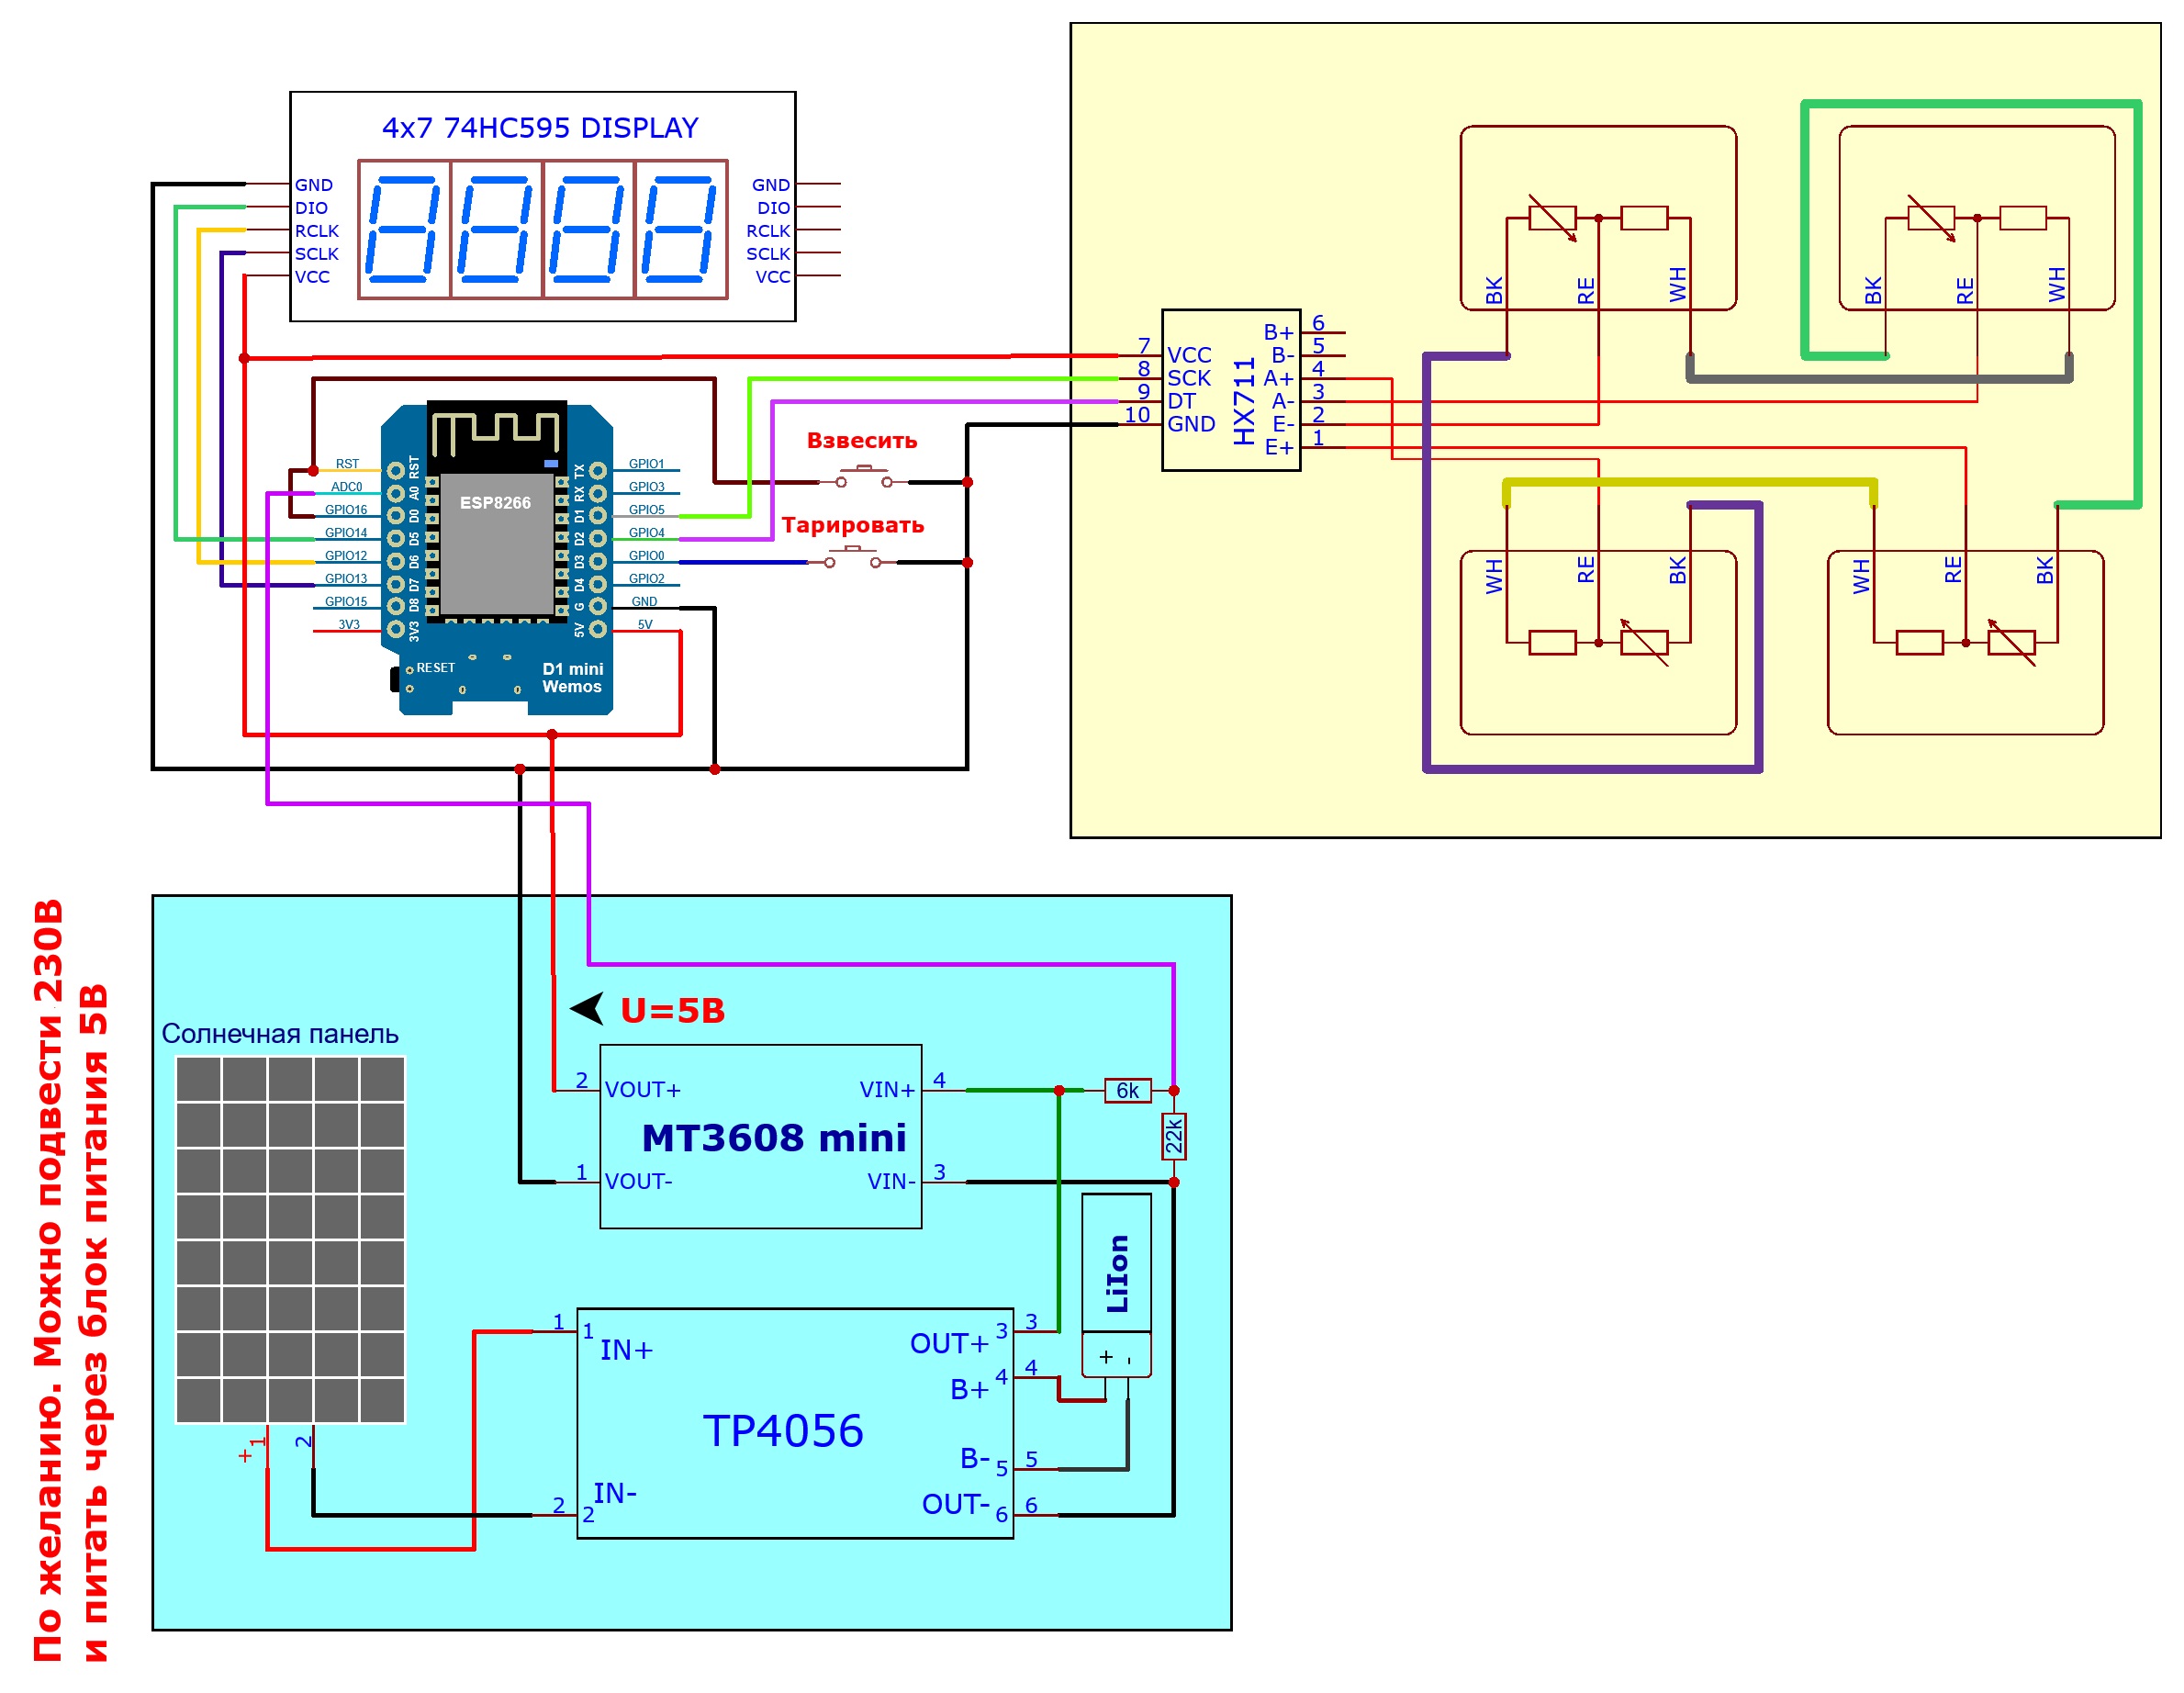 4x7 74HC595 DISPLAY
GND
DIO
RCLK
SCLK
VCC
GND
DIO
RCLK
SCLK
VCC
RST
ADC0
GPIO16
GPIO14
GPIO12
GPIO13
GPIO15
3V3
RST
A0
D0
D5
D6
D7
D8
3V3
ESP8266
TX
RX
D1
D2
D3
D4
G
5V
GPIO1
GPIO3
GPIO5
GPIO4
GPIO0
GPIO2
GND
5V
RESET
D1 mini
Wemos
Взвесить
Тарировать
7
8
9
10
VCC
SCK
DT
GND
HX711
B+
B-
A+
A-
E-
E+
6
5
4
3
2
1
BK
RE
WH
BK
RE
WH
WH
RE
BK
WH
RE
BK
По желанию. Можно подвести 230В
и питать через блок питания 5В
Солнечная панель
+
1
2
U=5В
2
VOUT+
VIN+
4
MT3608 mini
1
VOUT-
VIN-
3
6k
22k
LiIon
+ -
1
1
IN+
OUT+
3
3
B+
4
4
TP4056
B-
5
5
IN-
2
2
OUT-
6
6